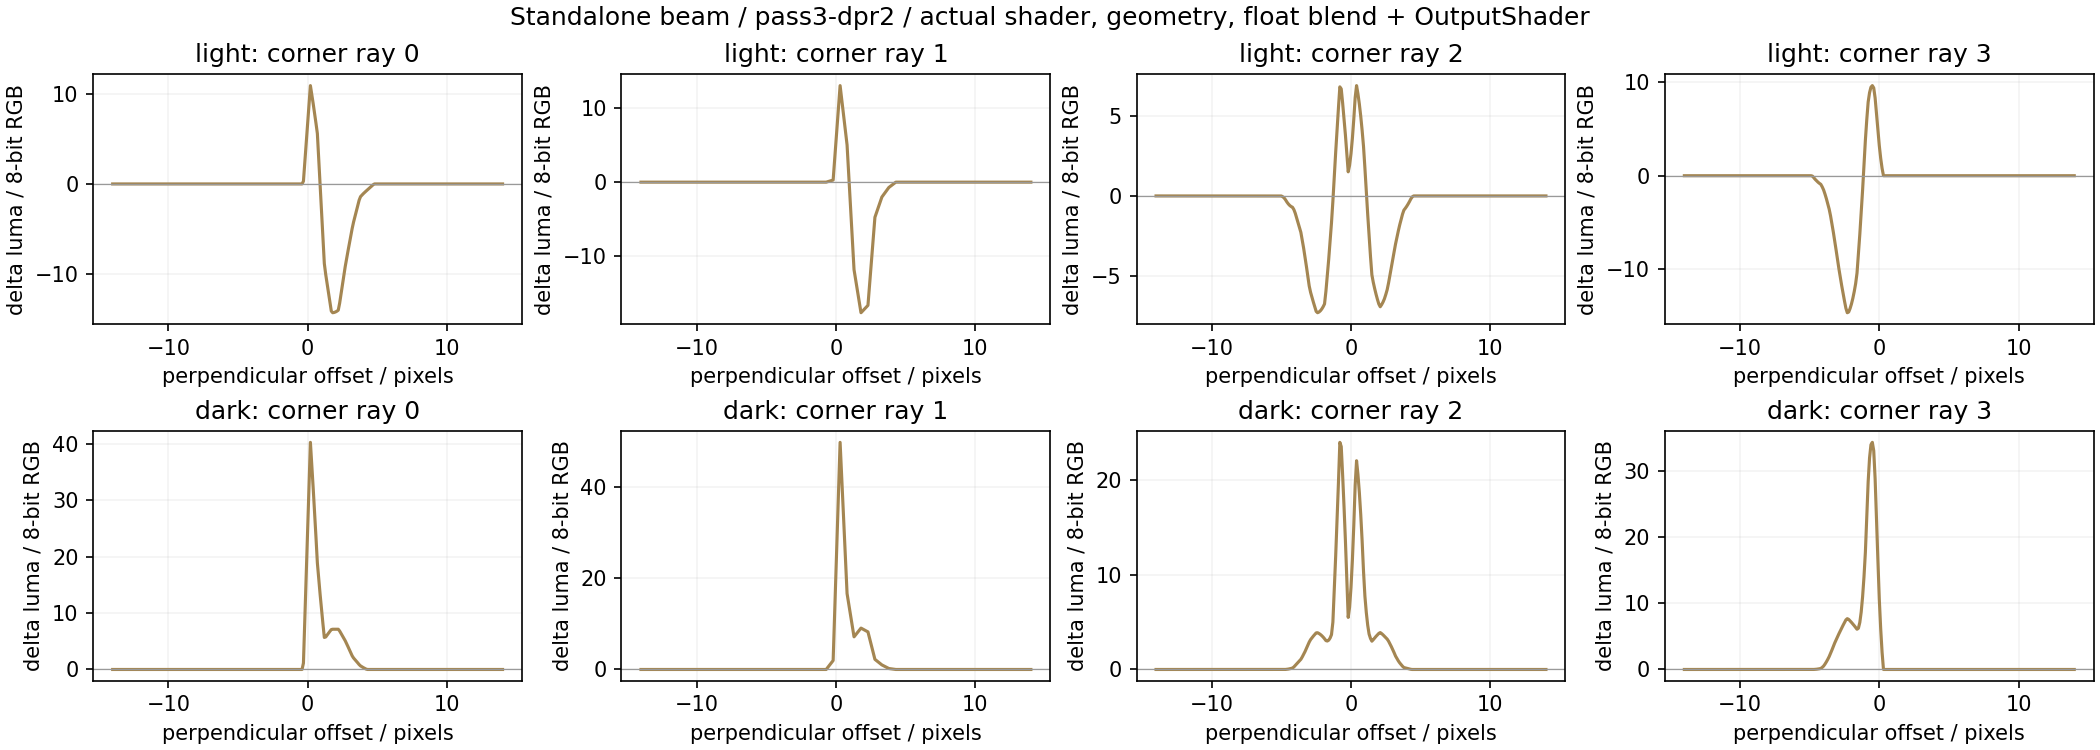 Standalone beam / pass3-dpr2 / actual shader, geometry, float blend + OutputShader
light: corner ray 0
light: corner ray 1
light: corner ray 2
light: corner ray 3
delta luma / 8-bit RGB
10
0
−10
−10
0
10
perpendicular offset / pixels
delta luma / 8-bit RGB
10
0
−10
−10
0
10
perpendicular offset / pixels
delta luma / 8-bit RGB
5
0
−5
−10
0
10
perpendicular offset / pixels
delta luma / 8-bit RGB
10
0
−10
−10
0
10
perpendicular offset / pixels
dark: corner ray 0
dark: corner ray 1
dark: corner ray 2
dark: corner ray 3
delta luma / 8-bit RGB
40
30
20
10
0
−10
0
10
perpendicular offset / pixels
delta luma / 8-bit RGB
40
20
0
−10
0
10
perpendicular offset / pixels
delta luma / 8-bit RGB
20
10
0
−10
0
10
perpendicular offset / pixels
delta luma / 8-bit RGB
30
20
10
0
−10
0
10
perpendicular offset / pixels